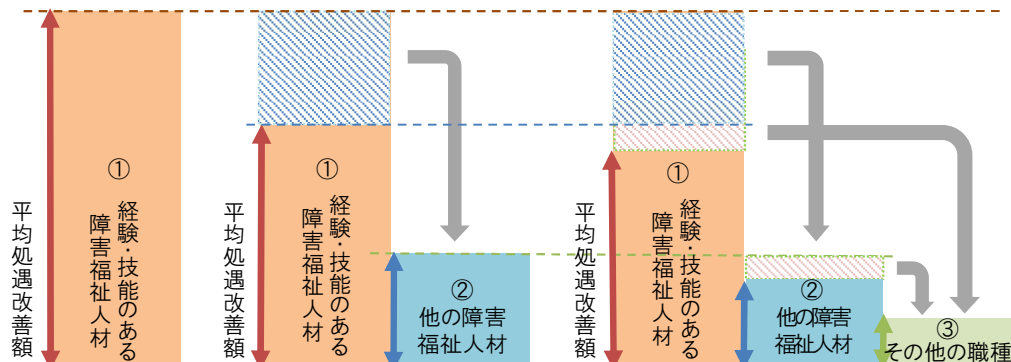 平均処遇改善額
①
経験・技能のある
障害福祉人材
平均処遇改善額
①
経験・技能のある
障害福祉人材
②
他の障害
福祉人材
平均処遇改善額
①
経験・技能のある
障害福祉人材
②
他の障害
福祉人材
③
その他の職種